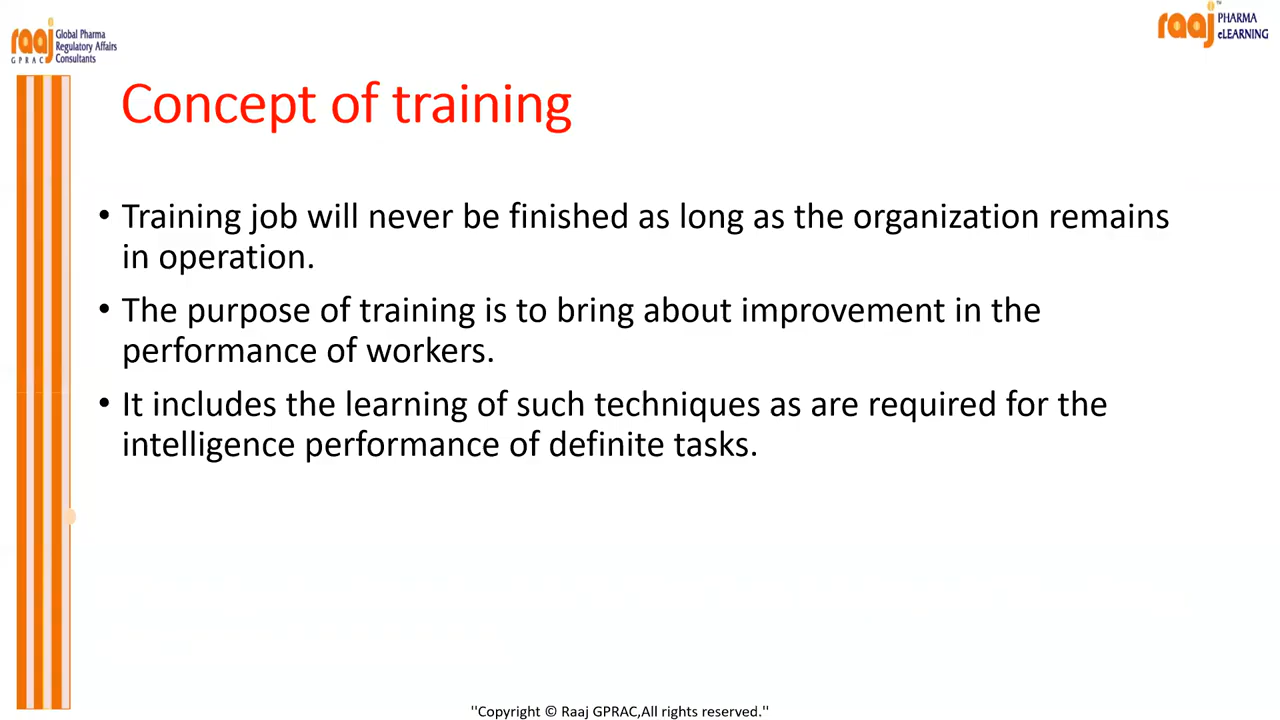 raaj Global Pharma
Regulatory Affairs
GPRAC Consultants
raaj™ PHARMA
eLEARNING
Concept of training
• Training job will never be finished as long as the organization remains
in operation.
• The purpose of training is to bring about improvement in the
performance of workers.
• It includes the learning of such techniques as are required for the
intelligence performance of definite tasks.
''Copyright © Raaj GPRAC,All rights reserved.''